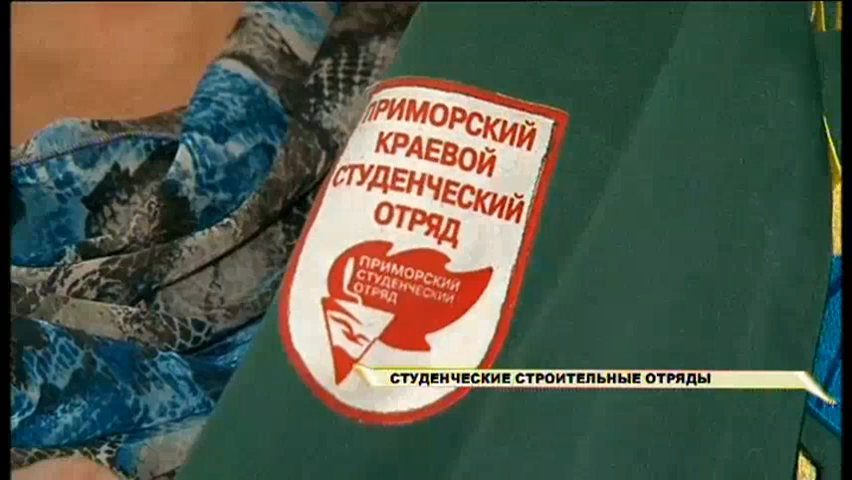 ПРИМОРСКИЙ
КРАЕВОЙ
СТУДЕНЧЕСКИЙ
ОТРЯД
ПРИМОРСКИЙ
СТУДЕНЧЕСКИЙ
ОТРЯД
СТУДЕНЧЕСКИЕ СТРОИТЕЛЬНЫЕ ОТРЯДЫ